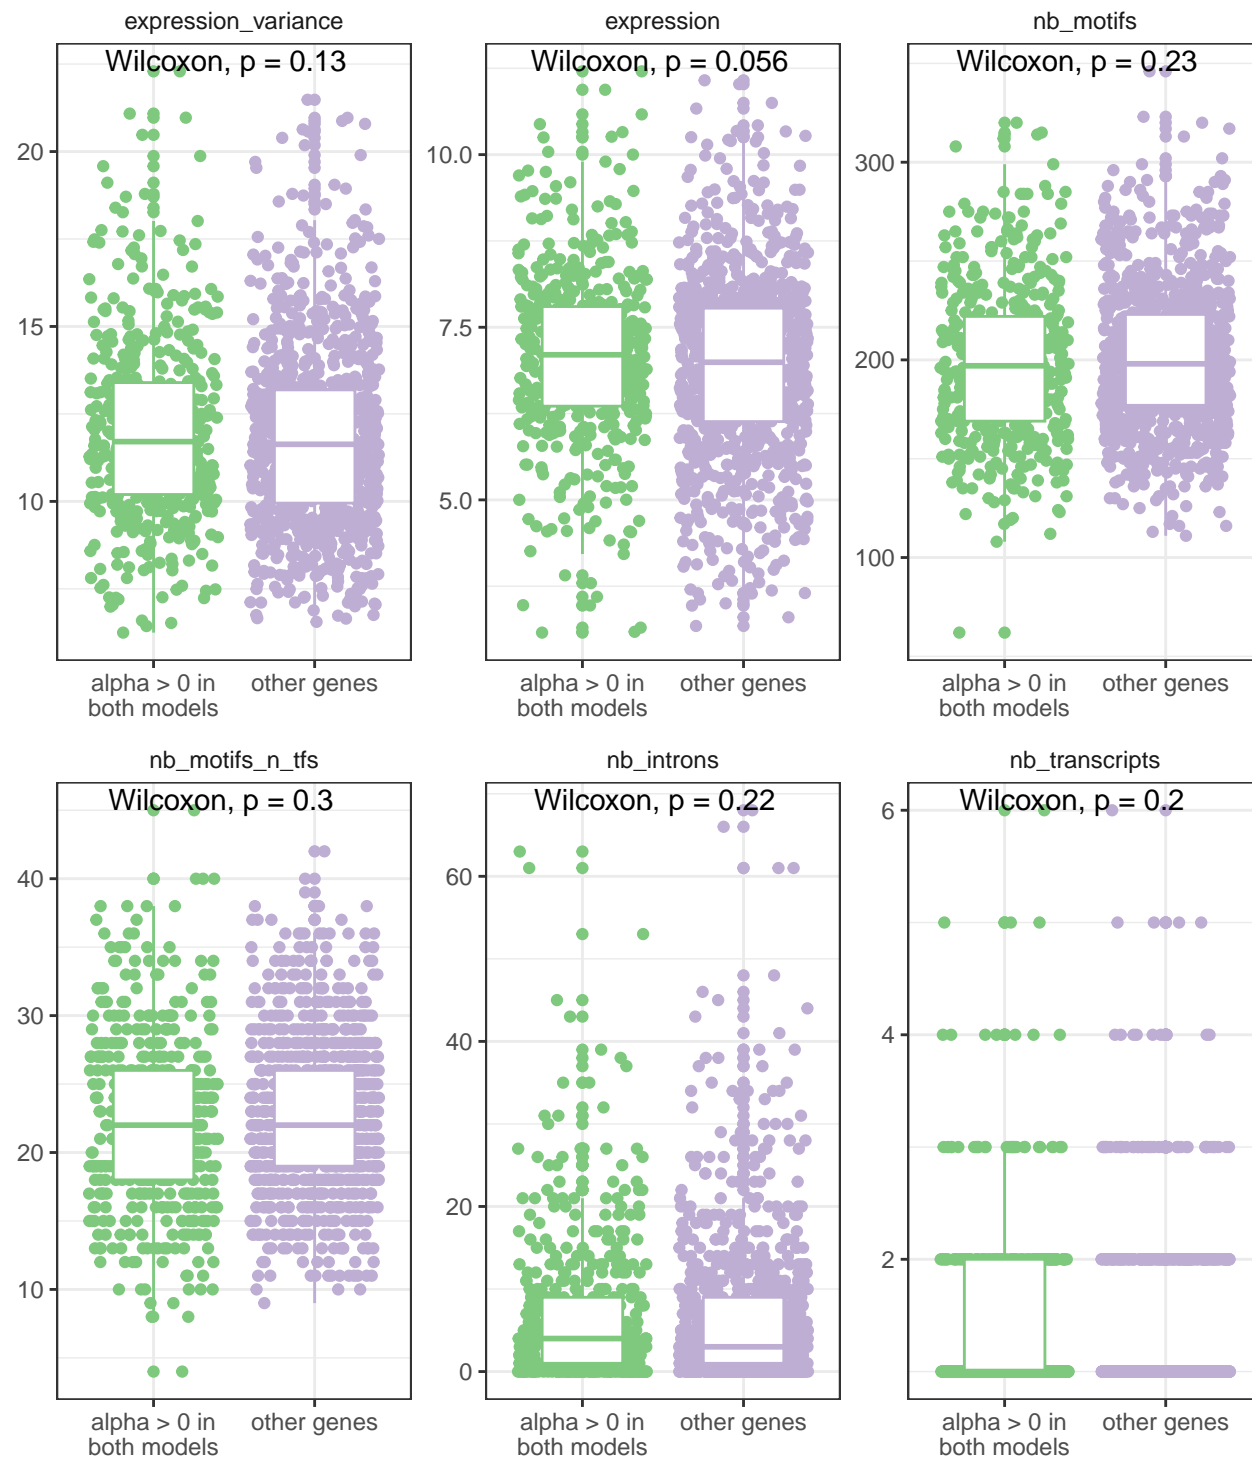 expression_variance
expression
nb_motifs
Wilcoxon, p = 0.13
Wilcoxon, p = 0.056
Wilcoxon, p = 0.23
20
15
10
10.0
7.5
5.0
300
200
100
alpha > 0 in
both models
other genes
alpha > 0 in
both models
other genes
alpha > 0 in
both models
other genes
nb_motifs_n_tfs
nb_introns
nb_transcripts
Wilcoxon, p = 0.3
Wilcoxon, p = 0.22
Wilcoxon, p = 0.2
40
30
20
10
60
40
20
0
6
4
2
alpha > 0 in
both models
other genes
alpha > 0 in
both models
other genes
alpha > 0 in
both models
other genes